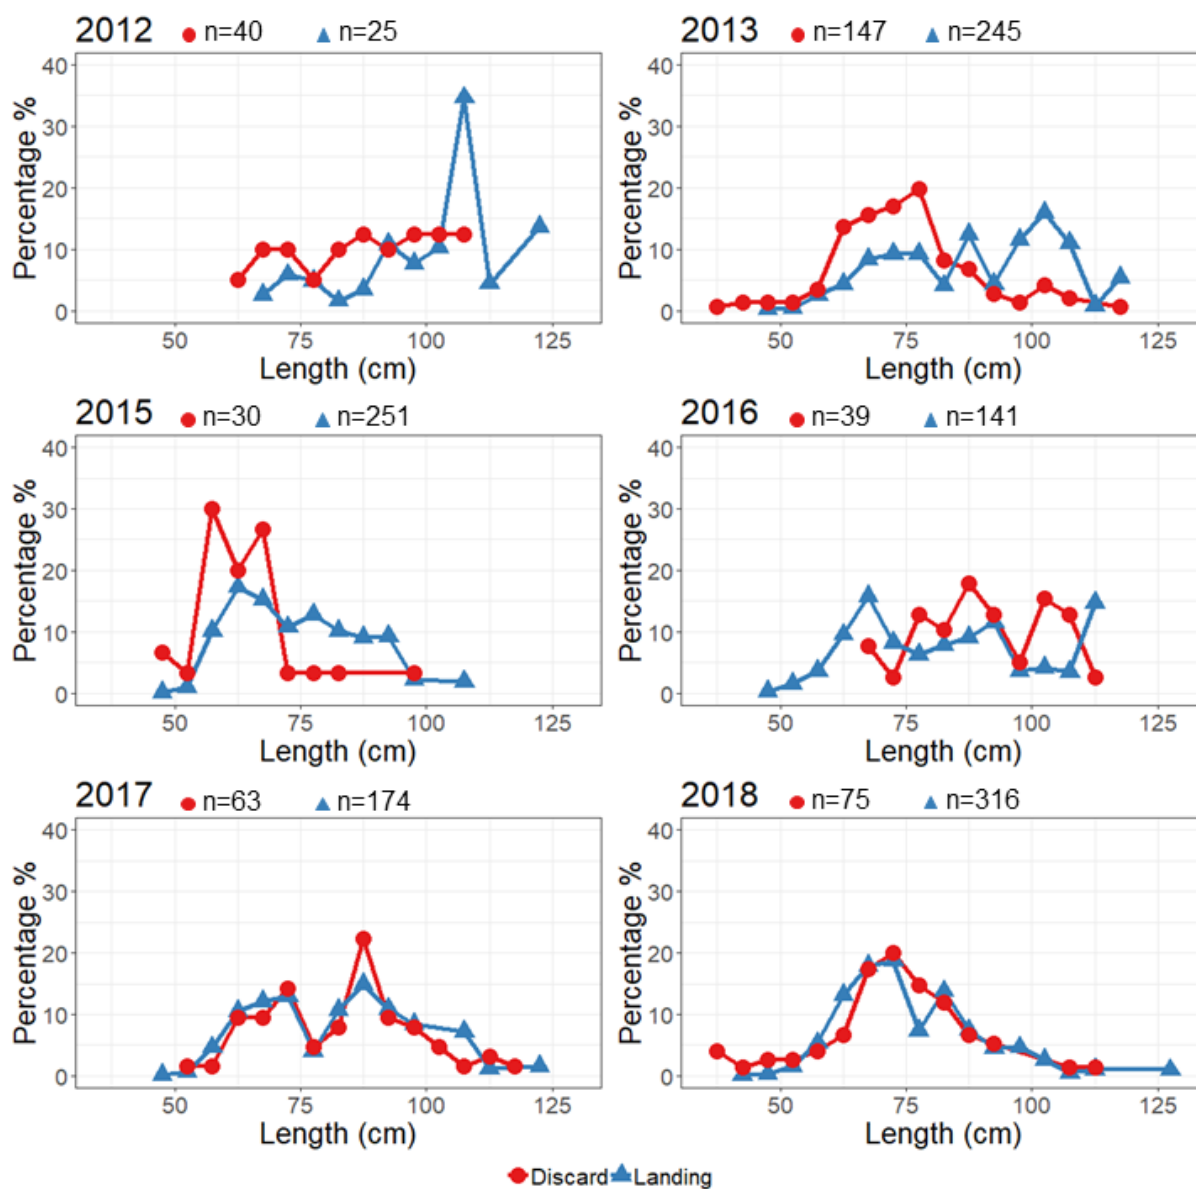 2012 n=40 n=25
40
30
20
10
0
Percentage %
50 75 100 125
Length (cm)
2013 n=147 n=245
40
30
20
10
0
Percentage %
50 75 100 125
Length (cm)
2015 n=30 n=251
40
30
20
10
0
Percentage %
50 75 100 125
Length (cm)
2016 n=39 n=141
40
30
20
10
0
Percentage %
50 75 100 125
Length (cm)
2017 n=63 n=174
40
30
20
10
0
Percentage %
50 75 100 125
Length (cm)
2018 n=75 n=316
40
30
20
10
0
Percentage %
50 75 100 125
Length (cm)
Discard Landing